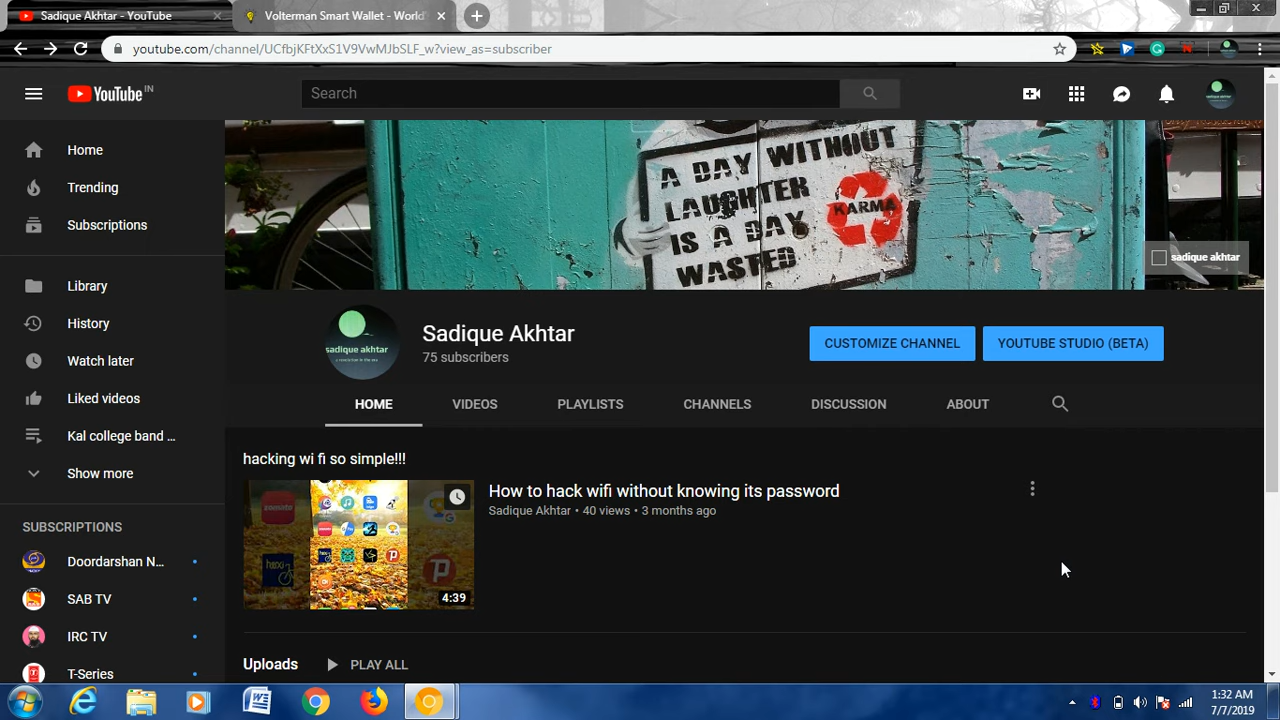 Sadique Akhtar - YouTube
Volterman Smart Wallet - World'
youtube.com/channel/UCfbjKFtXxS1V9VwMJbSLF_w?view_as=subscriber
YouTube IN
Search
Home
Trending
Subscriptions
Library
History
Watch later
Liked videos
Kal college band ...
Show more
SUBSCRIPTIONS
Doordarshan N...
SAB TV
IRC TV
T-Series
A DAY WITHOUT
LAUGHTER
IS A DAY
WASTED
KARMA
sadique akhtar
sadique akhtar
Sadique Akhtar
75 subscribers
CUSTOMIZE CHANNEL
YOUTUBE STUDIO (BETA)
HOME
VIDEOS
PLAYLISTS
CHANNELS
DISCUSSION
ABOUT
hacking wi fi so simple!!!
zomato
hexi
4:39
How to hack wifi without knowing its password
Sadique Akhtar • 40 views • 3 months ago
Uploads
PLAY ALL
1:32 AM
7/7/2019